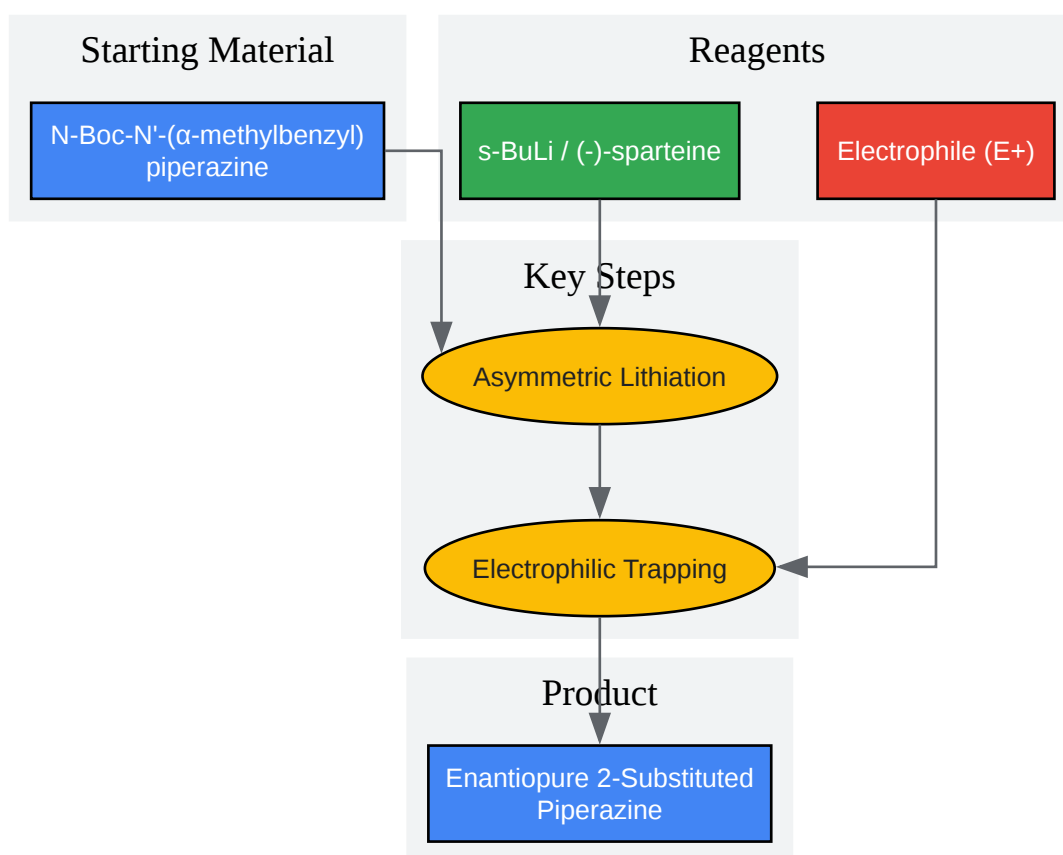 Starting Material
Reagents
N-Boc-N'-(α-methylbenzyl)
piperazine
s-BuLi / (-)-sparteine
Electrophile (E+)
Key Steps
Asymmetric Lithiation
Electrophilic Trapping
Product
Enantiopure 2-Substituted
Piperazine